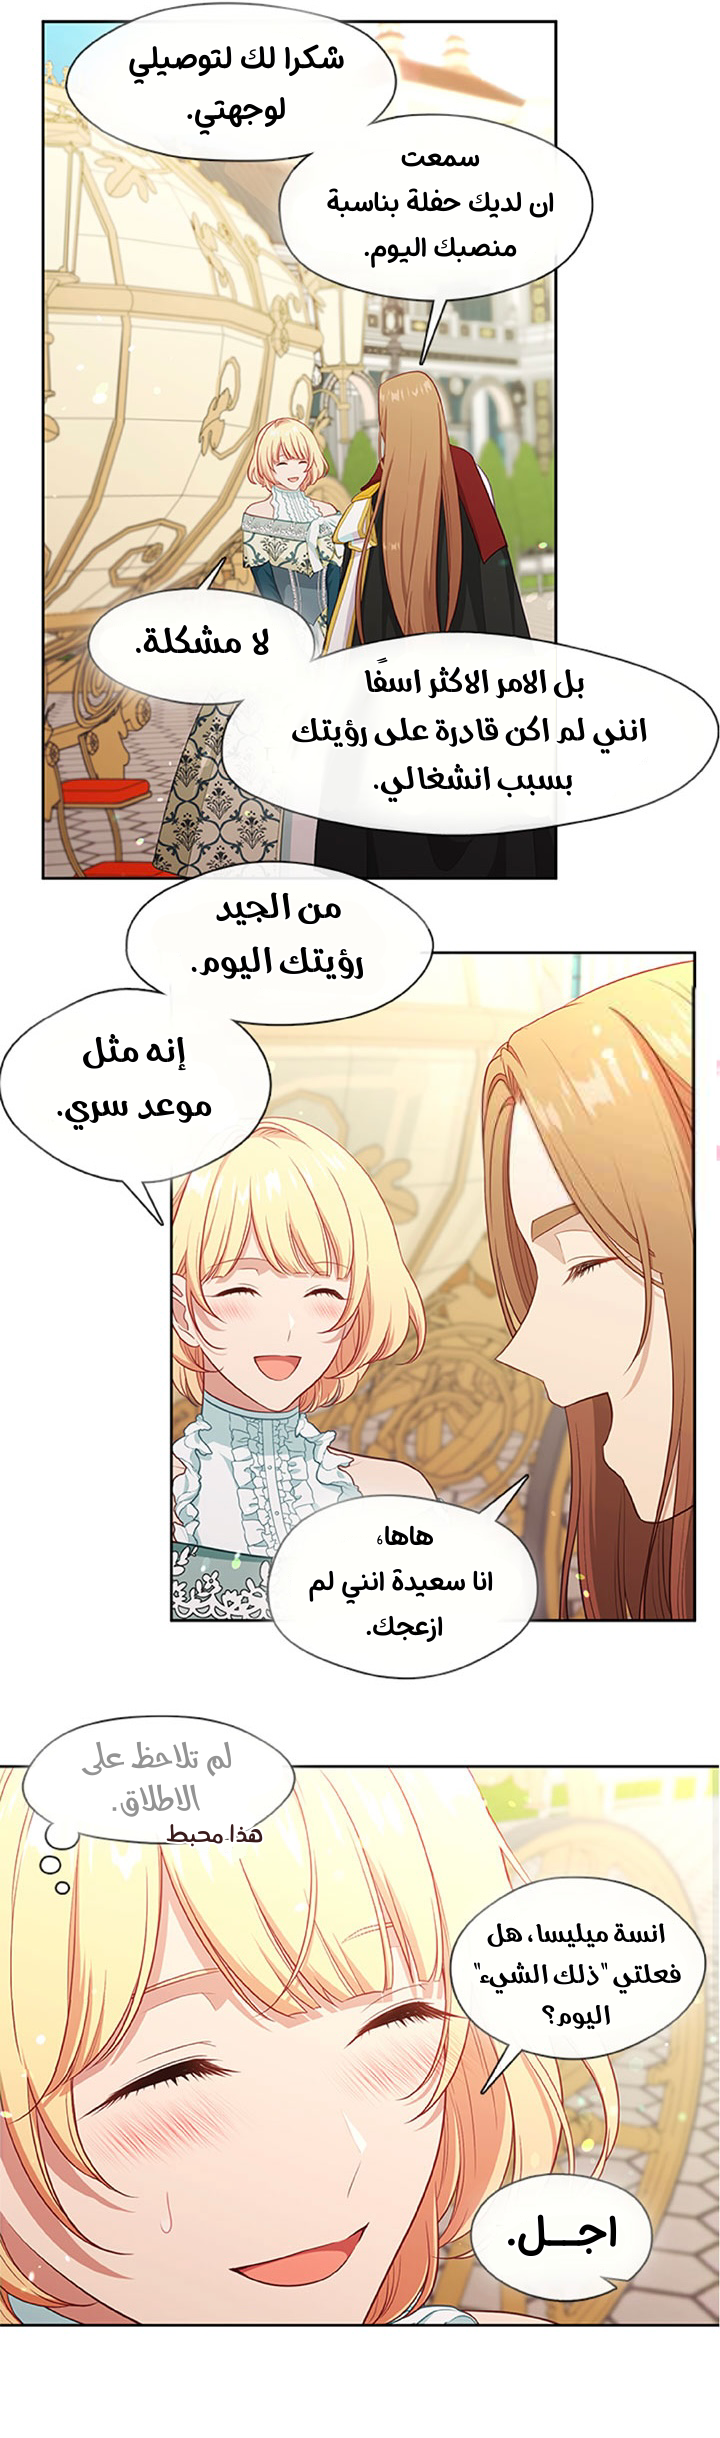 شكرا لك لتوصيلي
لوجهتي.
سمعت
ان لديك حفلة بناسبة
منصبك اليوم.
لا مشكلة.
بل الامر الاكثر اسفًا
انني لم اكن قادرة على رؤيتك
بسبب انشغالي.
من الجيد
رؤيتك اليوم.
إنه مثل
موعد سري.
هاها،
انا سعيدة انني لم
ازعجك.
لم تلاحظ على
الاطلاق.
هذا محبط
انسة ميليسا، هل
فعلتي "ذلك الشيء"
اليوم؟
اجـــل.